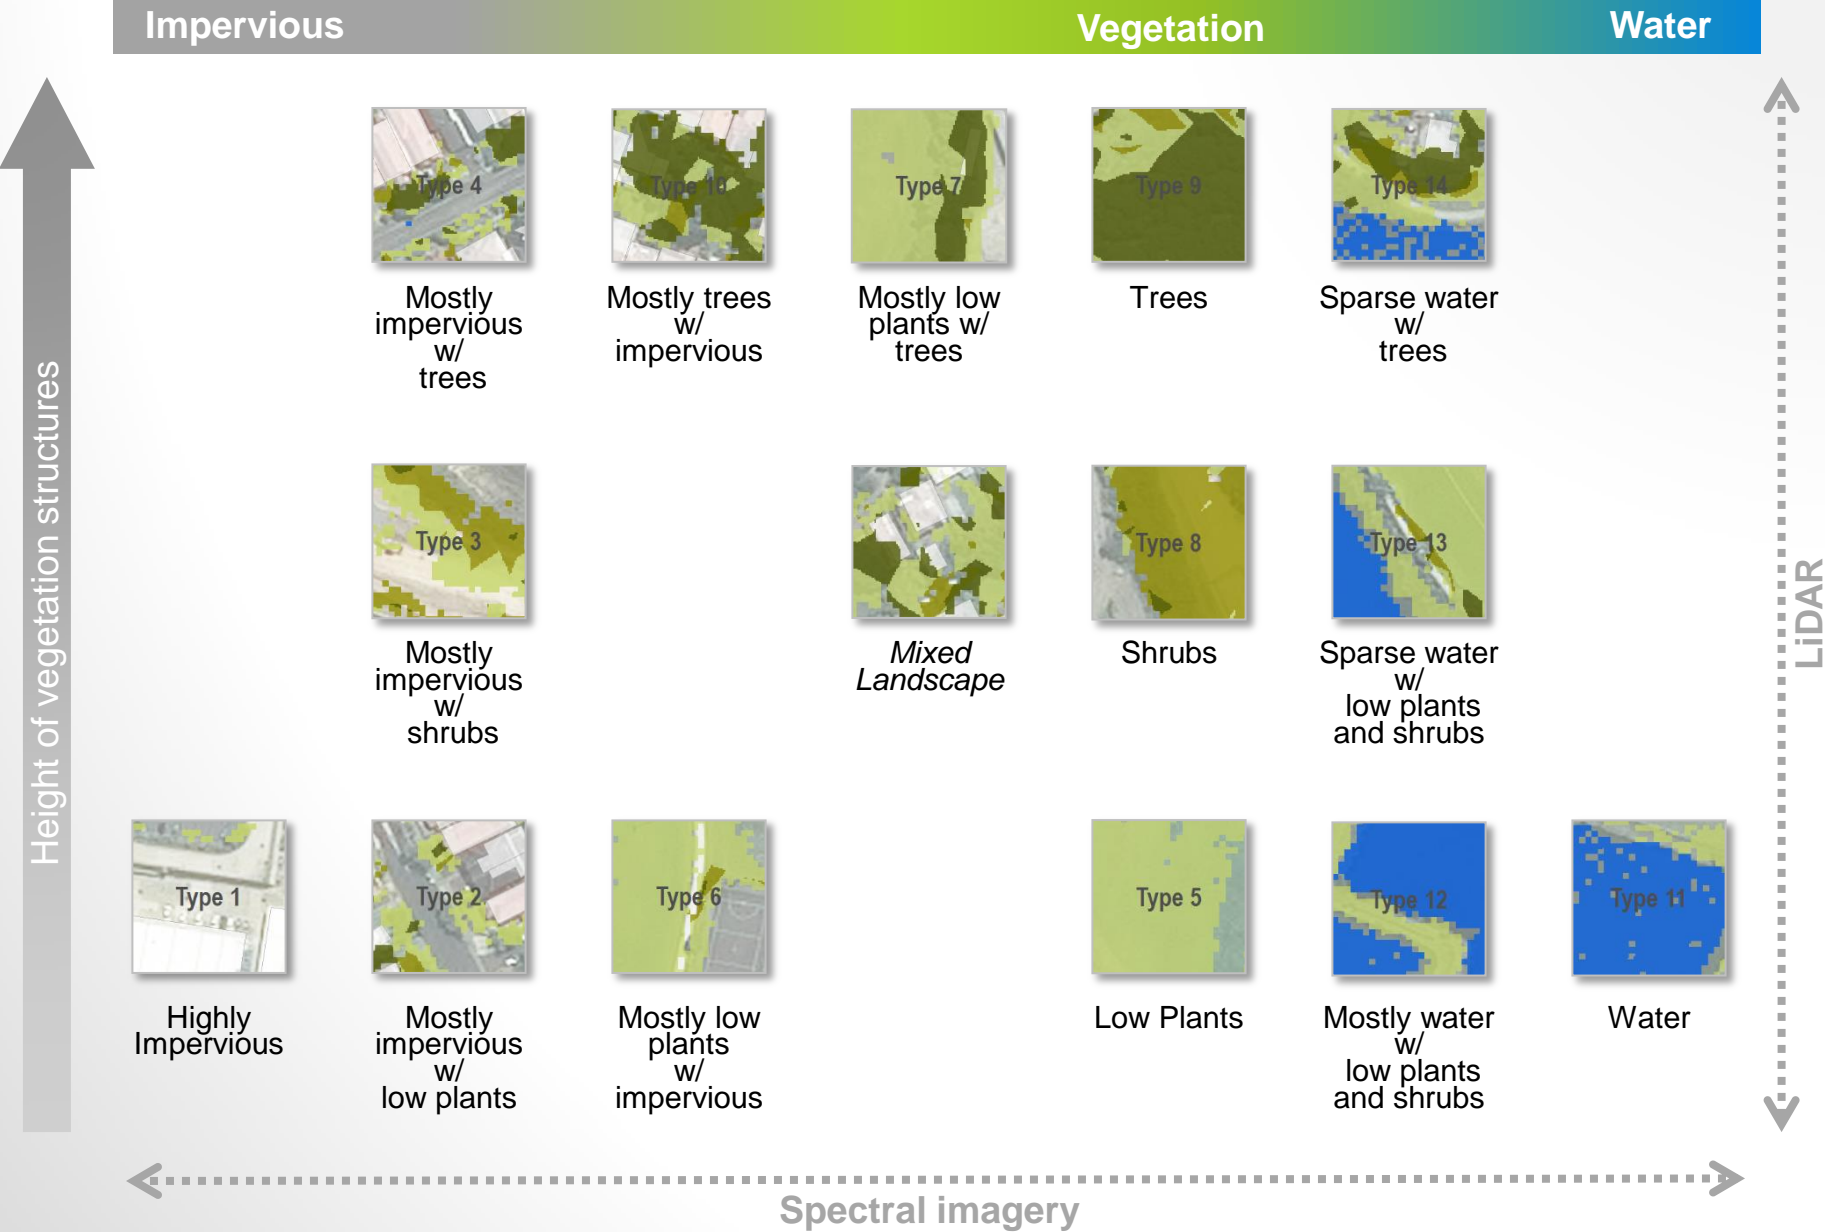 Impervious
Vegetation
Water
Height of vegetation structures
Type 4
Type 10
Type 7
Type 9
Type 14
Mostly
impervious
w/
trees
Mostly trees
w/
impervious
Mostly low
plants w/
trees
Trees
Sparse water
w/
trees
Type 3
Type 8
Type 13
Mostly
impervious
w/
shrubs
Mixed
Landscape
Shrubs
Sparse water
w/
low plants
and shrubs
LiDAR
Type 1
Type 2
Type 6
Type 5
Type 12
Type 11
Highly
Impervious
Mostly
impervious
w/
low plants
Mostly low
plants
w/
impervious
Low Plants
Mostly water
w/
low plants
and shrubs
Water
Spectral imagery